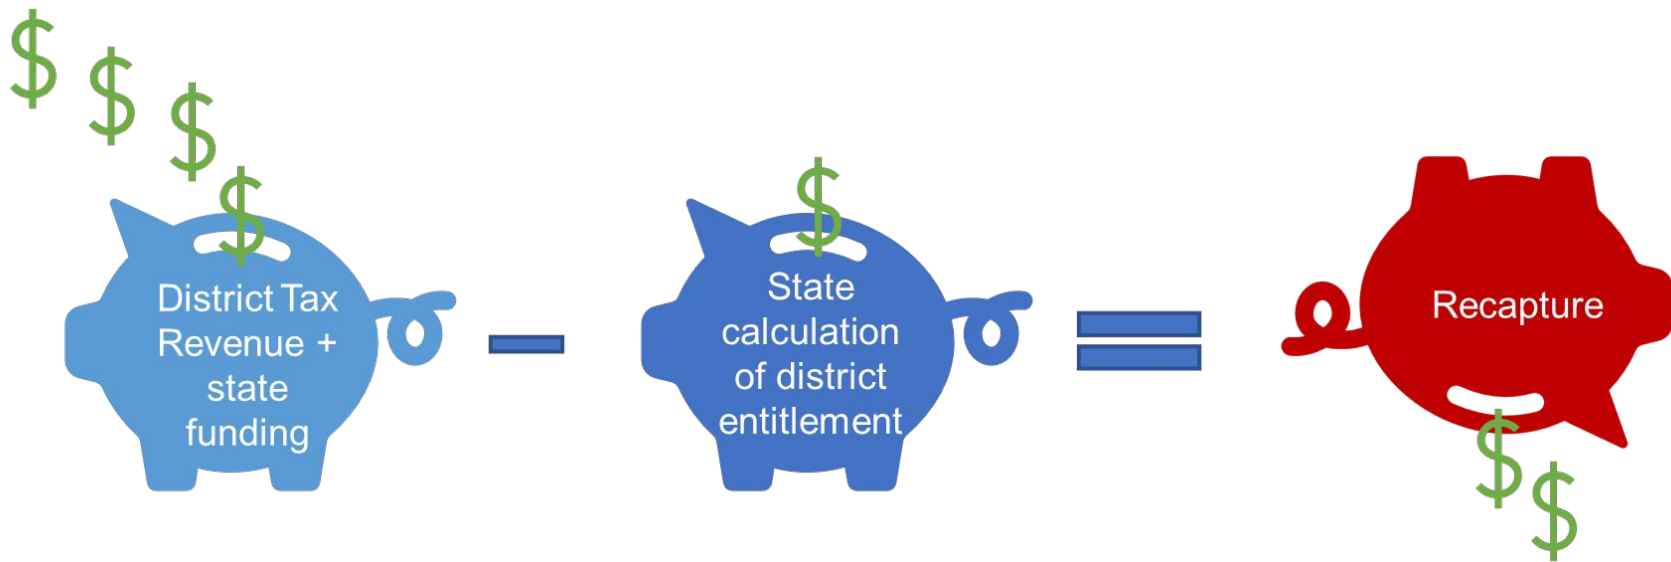 District Tax
Revenue +
state
funding
State
calculation
of district
entitlement
Recapture
$
$
$
$
$
$
$